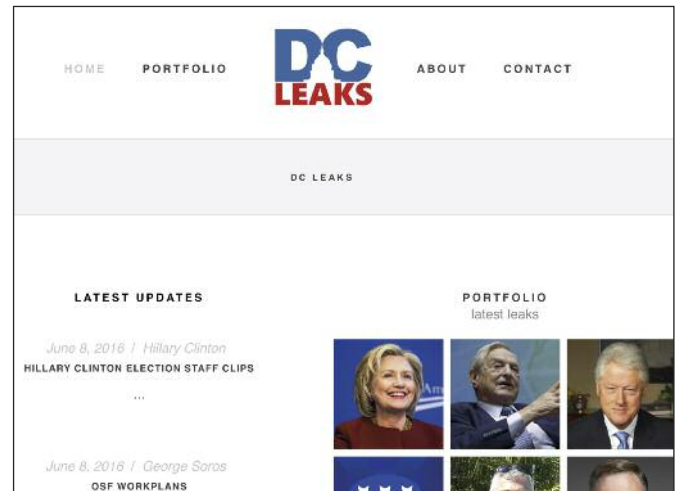 HOME PORTFOLIO DC LEAKS ABOUT CONTACT
DC LEAKS
LATEST UPDATES
June 8, 2016 / Hillary Clinton
HILLARY CLINTON ELECTION STAFF CLIPS
...
June 8, 2016 / George Soros
OSF WORKPLANS
PORTFOLIO
latest leaks